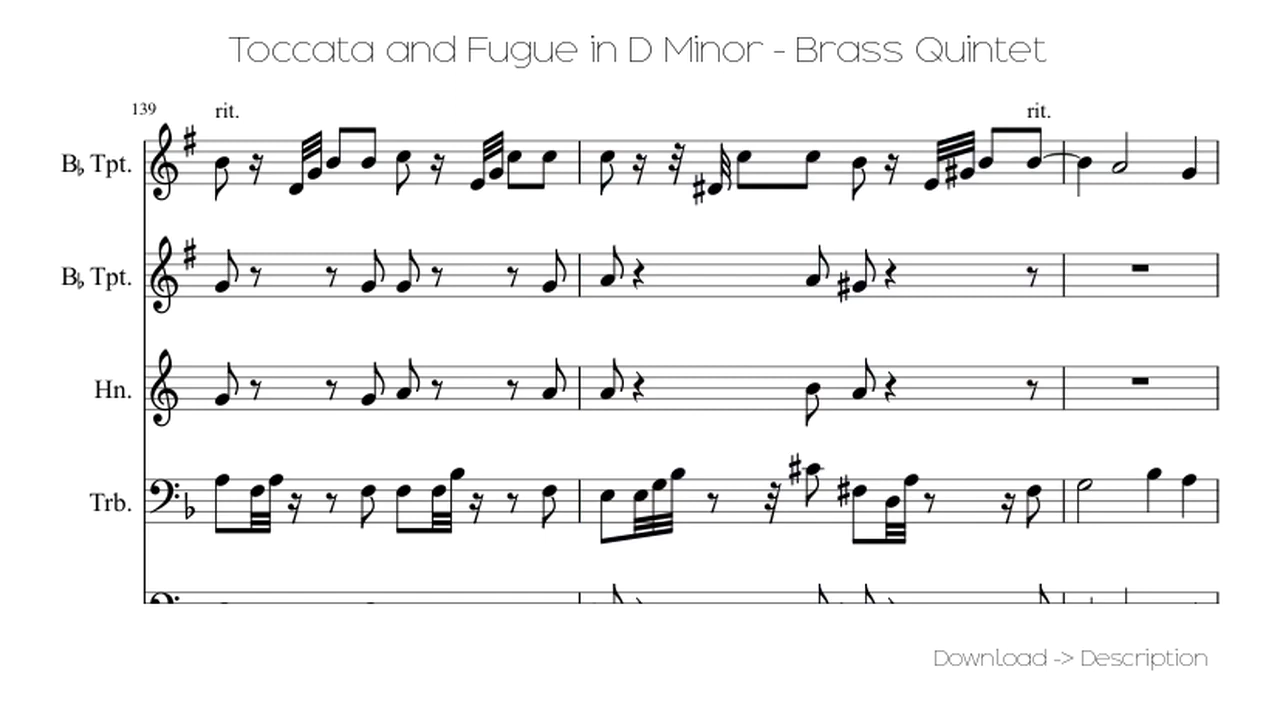 Toccata and Fugue in D Minor - Brass Quintet
139 rit. rit.
B♭ Tpt.
B♭ Tpt.
Hn.
Trb.
Download -> Description